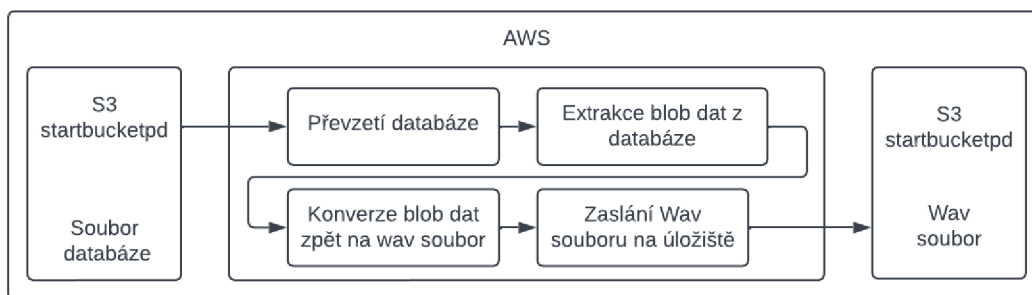 AWS
S3
startbucketpd
Soubor
databáze
Převzetí databáze
Extrakce blob dat z
databáze
Konverze blob dat
zpět na wav soubor
Zaslání Wav
souboru na úložiště
S3
startbucketpd
Wav
soubor